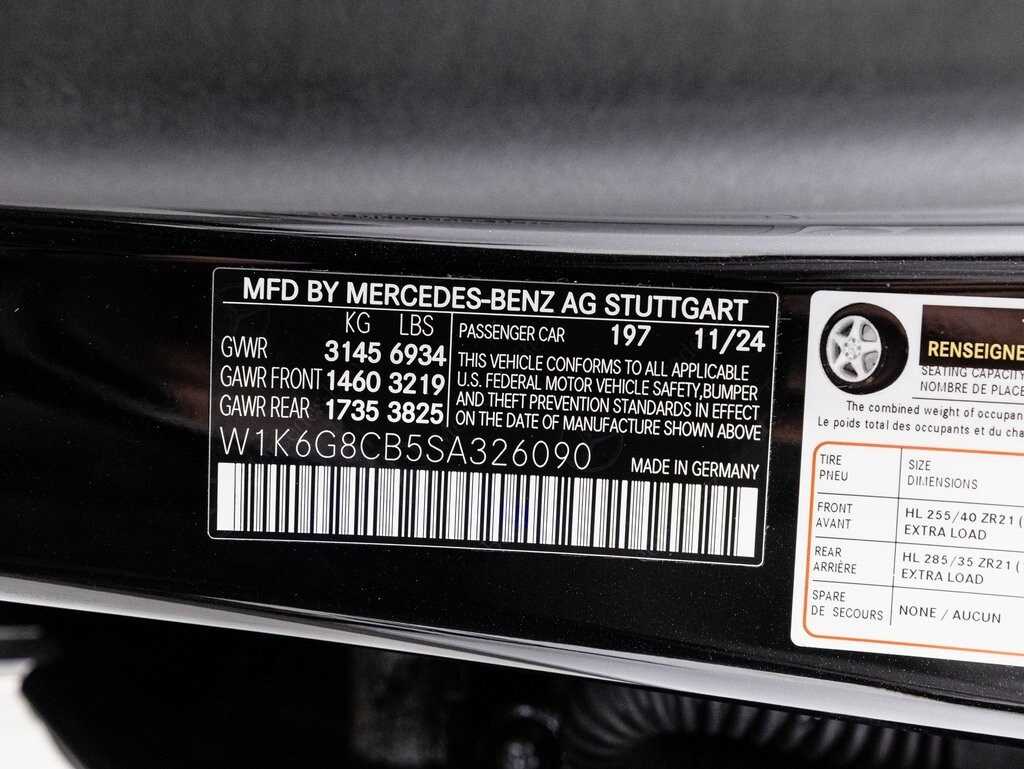 MFD BY MERCEDES-BENZ AG STUTTGART
KG LBS
GVWR 3145 6934
GAWR FRONT 1460 3219
GAWR REAR 1735 3825
PASSENGER CAR 197 11/24
THIS VEHICLE CONFORMS TO ALL APPLICABLE
U.S. FEDERAL MOTOR VEHICLE SAFETY, BUMPER
AND THEFT PREVENTION STANDARDS IN EFFECT
ON THE DATE OF MANUFACTURE SHOWN ABOVE
W1K6G8CB5SA326090
MADE IN GERMANY
RENSEIGNE
SEATING CAPACITY
NOMBRE DE PLACE
The combined weight of occupan
Le poids total des occupants et du cha
TIRE
PNEU
SIZE
DIMENSIONS
FRONT
AVANT
HL 255/40 ZR21 (
EXTRA LOAD
REAR
ARRIÈRE
HL 285/35 ZR21 (
EXTRA LOAD
SPARE
DE SECOURS
NONE / AUCUN